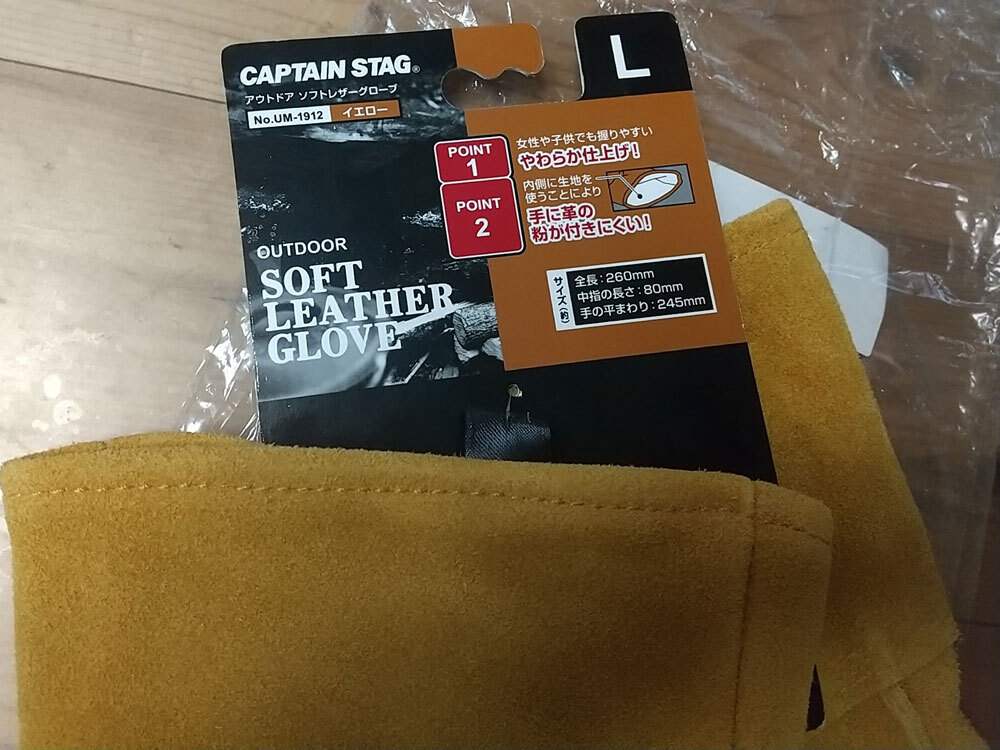 CAPTAIN STAG®
アウトドア ソフトレザーグローブ
No.UM-1912 イエロー
L
POINT
1
女性や子供でも握りやすい
やわらか仕上げ!
POINT
2
内側に生地を
使うことにより
手に革の
粉が付きにくい!
OUTDOOR
SOFT
LEATHER
GLOVE
サイズ(約)
全長:260mm
中指の長さ:80mm
手の平まわり:245mm